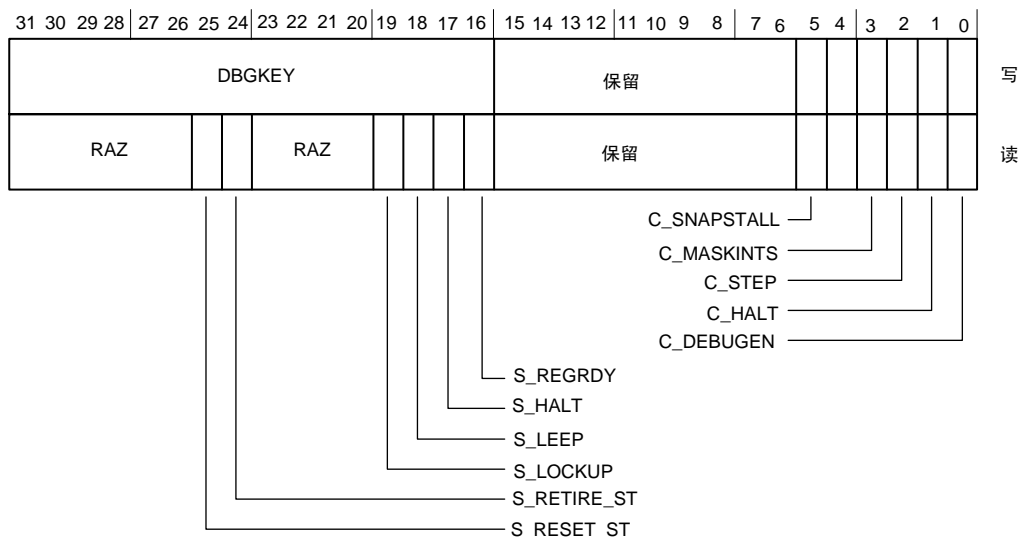 31 30 29 28 27 26 25 24 23 22 21 20 19 18 17 16 15 14 13 12 11 10 9 8 7 6 5 4 3 2 1 0
DBGKEY 保留 写
RAZ RAZ 保留 读
C_SNAPSTALL
C_MASKINTS
C_STEP
C_HALT
C_DEBUGEN
S_REGRDY
S_HALT
S_LEEP
S_LOCKUP
S_RETIRE_ST
S_RESET_ST